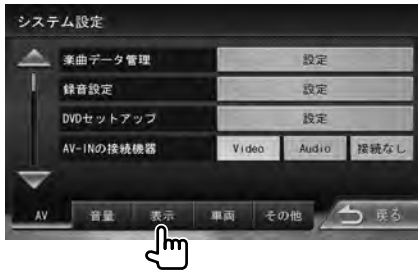 システム設定
楽曲データ管理 設定
録音設定 設定
DVDセットアップ 設定
AV-INの接続機器 Video Audio 接続なし
AV 音量 表示 車両 その他 戻る